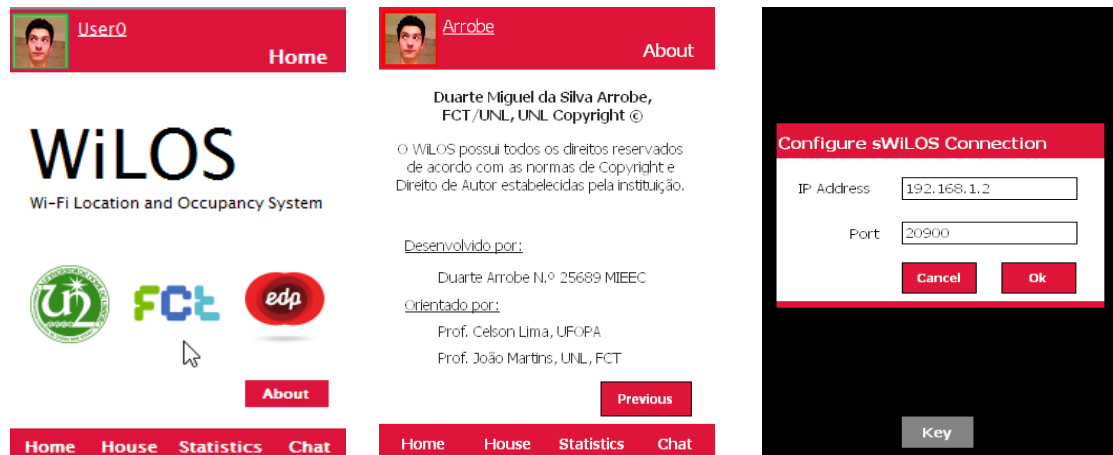 User0
Home
WiLOS
Wi-Fi Location and Occupancy System
FCt
edp
About
Home House Statistics Chat
Arrobe
About
Duarte Miguel da Silva Arrobe,
FCT/UNL, UNL Copyright ©
O WiLOS possui todos os direitos reservados
de acordo com as normas de Copyright e
Direito de Autor estabelecidas pela instituição.
Desenvolvido por:
Duarte Arrobe N.º 25689 MIEEC
Orientado por:
Prof. Celson Lima, UFOPA
Prof. João Martins, UNL, FCT
Previous
Home House Statistics Chat
Configure sWiLOS Connection
IP Address 192.168.1.2
Port 20900
Cancel Ok
Key